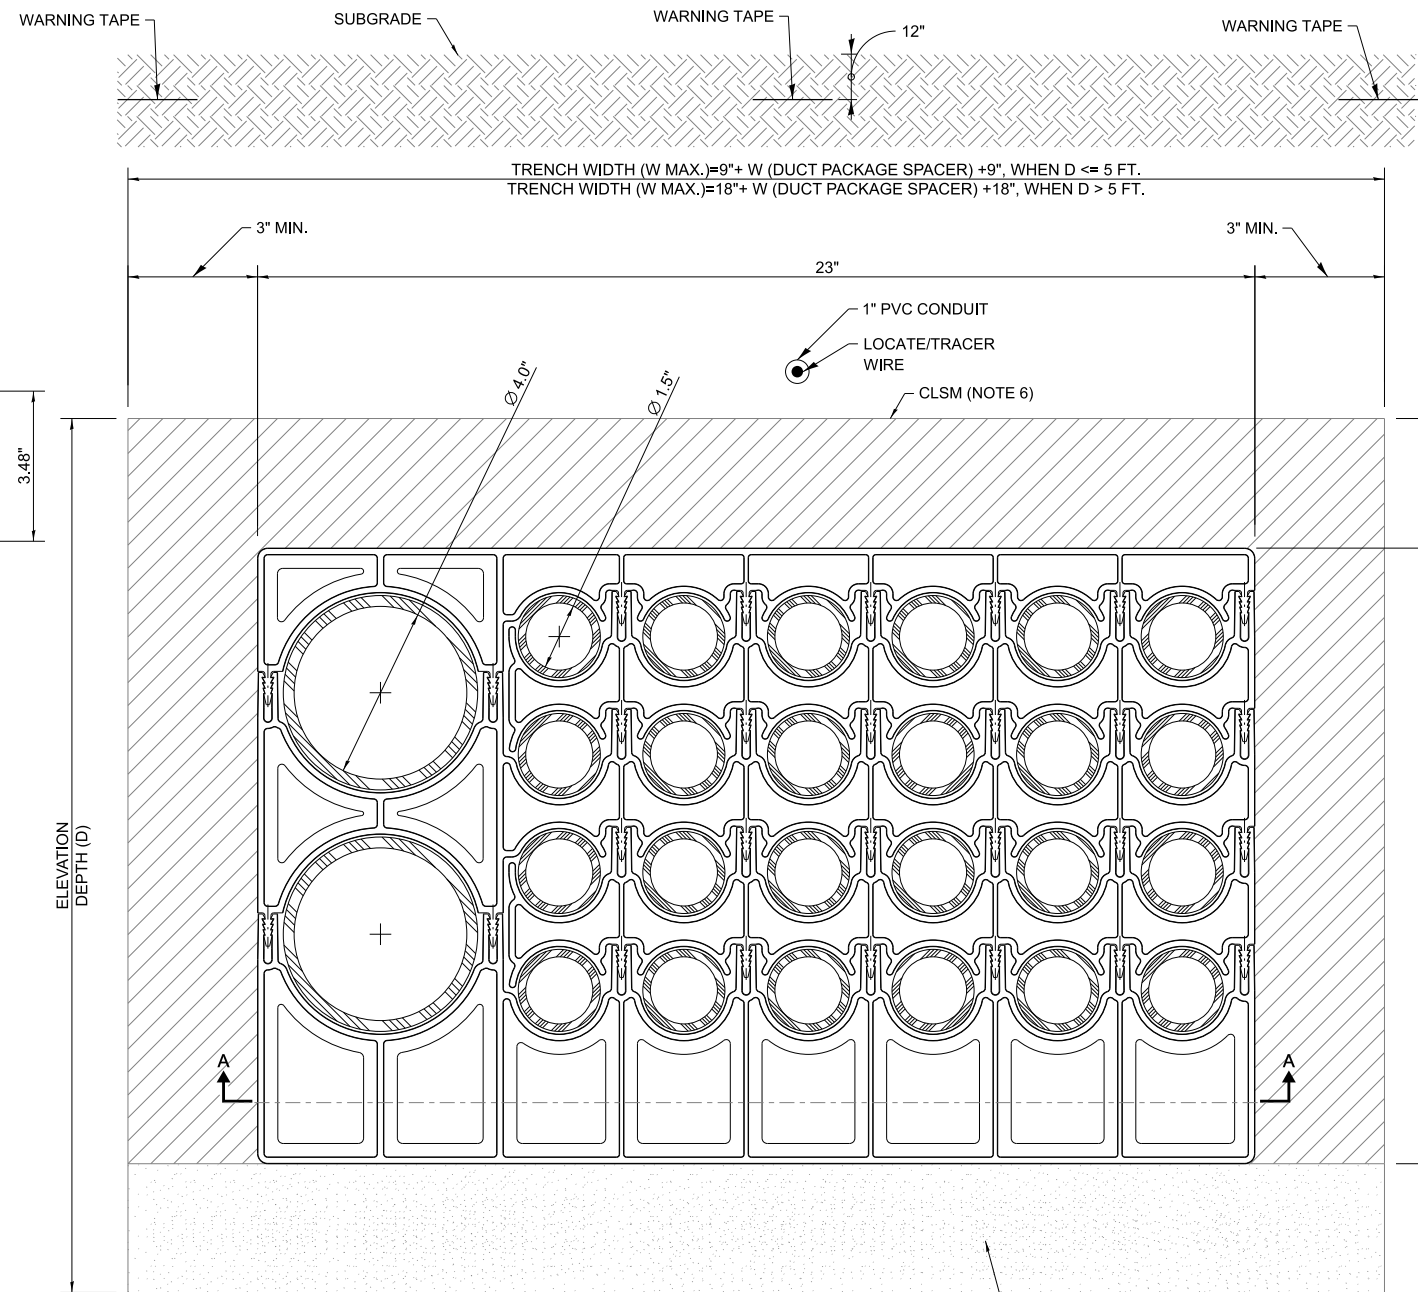 WARNING TAPE
SUBGRADE
WARNING TAPE
12"
WARNING TAPE
TRENCH WIDTH (W MAX.)=9"+ W (DUCT PACKAGE SPACER) +9", WHEN D <= 5 FT.
TRENCH WIDTH (W MAX.)=18"+ W (DUCT PACKAGE SPACER) +18", WHEN D > 5 FT.
3" MIN.
3" MIN.
23"
1" PVC CONDUIT
LOCATE/TRACER
WIRE
CLSM (NOTE 6)
Ø 4.0"
Ø 1.5"
3.48"
ELEVATION
DEPTH (D)
A
A